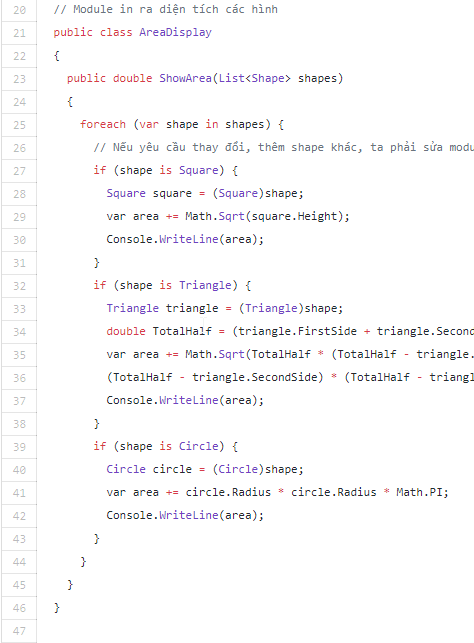 20 // Module in ra diện tích các hình
21 public class AreaDisplay
22 {
23 public double ShowArea(List<Shape> shapes)
24 {
25 foreach (var shape in shapes) {
26 // Nếu yêu cầu thay đổi, thêm shape khác, ta phải sửa modu
27 if (shape is Square) {
28 Square square = (Square)shape;
29 var area += Math.Sqrt(square.Height);
30 Console.WriteLine(area);
31 }
32 if (shape is Triangle) {
33 Triangle triangle = (Triangle)shape;
34 double TotalHalf = (triangle.FirstSide + triangle.Second
35 var area += Math.Sqrt(TotalHalf * (TotalHalf - triangle.
36 (TotalHalf - triangle.SecondSide) * (TotalHalf - triangl
37 Console.WriteLine(area);
38 }
39 if (shape is Circle) {
40 Circle circle = (Circle)shape;
41 var area += circle.Radius * circle.Radius * Math.PI;
42 Console.WriteLine(area);
43 }
44 }
45 }
46 }
47